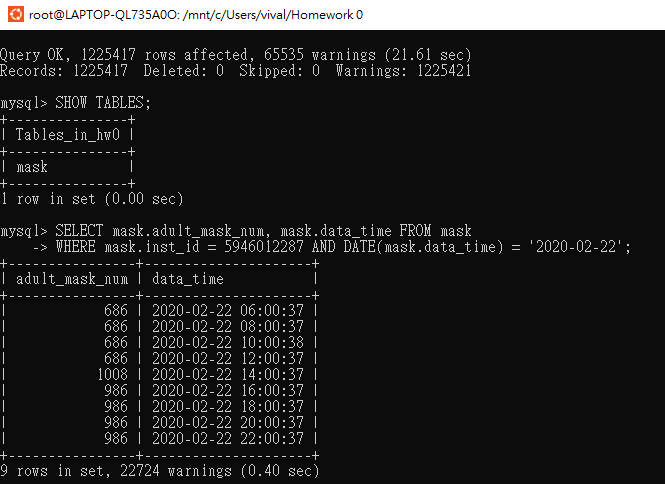 root@LAPTOP-QL735A0O: /mnt/c/Users/vival/Homework 0
Query OK, 1225417 rows affected, 65535 warnings (21.61 sec)
Records: 1225417  Deleted: 0  Skipped: 0  Warnings: 1225421
mysql> SHOW TABLES;
+---------------+
| Tables_in_hw0 |
+---------------+
| mask          |
+---------------+
1 row in set (0.00 sec)
mysql> SELECT mask.adult_mask_num, mask.data_time FROM mask
    -> WHERE mask.inst_id = 5946012287 AND DATE(mask.data_time) = '2020-02-22';
+----------------+---------------------+
| adult_mask_num | data_time           |
+----------------+---------------------+
|            686 | 2020-02-22 06:00:37 |
|            686 | 2020-02-22 08:00:37 |
|            686 | 2020-02-22 10:00:38 |
|            686 | 2020-02-22 12:00:37 |
|           1008 | 2020-02-22 14:00:37 |
|            986 | 2020-02-22 16:00:37 |
|            986 | 2020-02-22 18:00:37 |
|            986 | 2020-02-22 20:00:37 |
|            986 | 2020-02-22 22:00:37 |
+----------------+---------------------+
9 rows in set, 22724 warnings (0.40 sec)